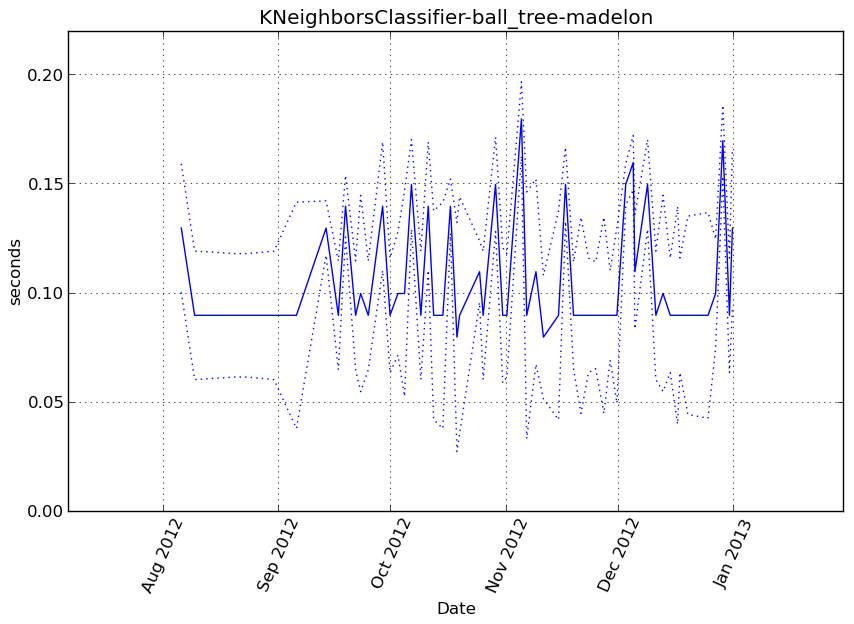 KNeighborsClassifier-ball_tree-madelon
0.20
0.15
0.10
0.05
0.00
seconds
Aug 2012
Sep 2012
Oct 2012
Nov 2012
Dec 2012
Jan 2013
Date